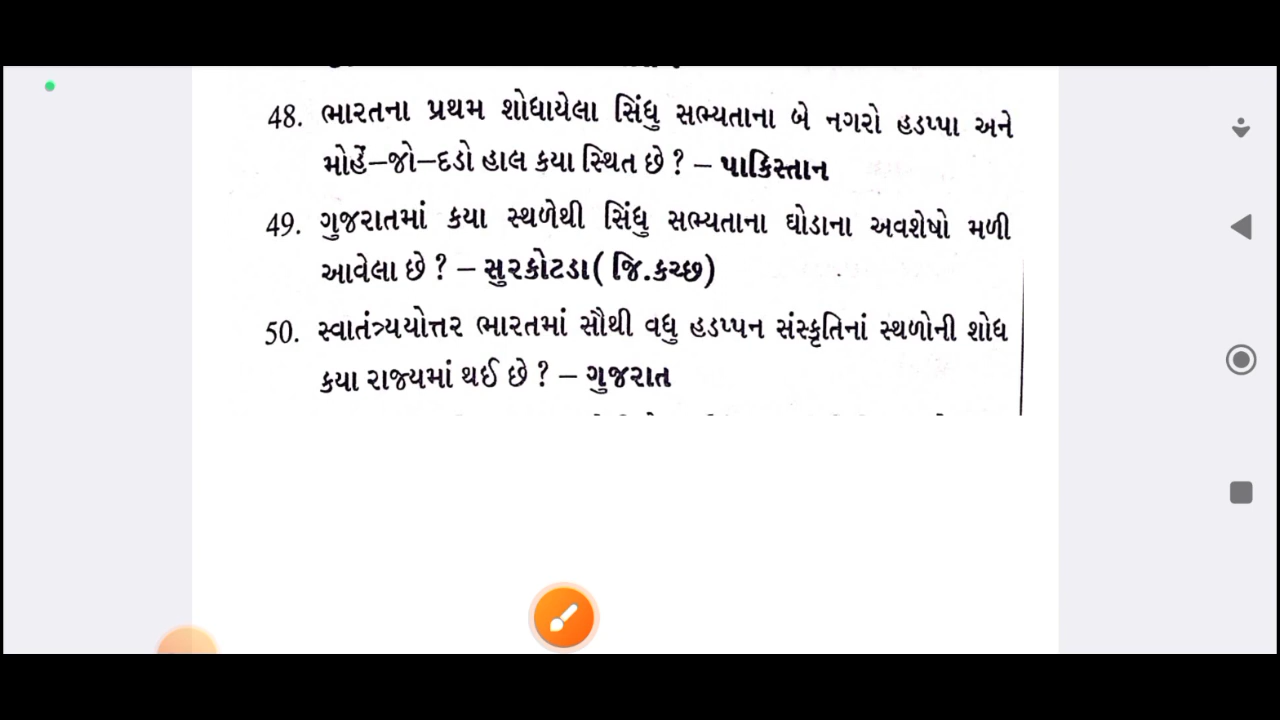 48. ભારતના પ્રથમ શોધાયેલા સિંધુ સભ્યતાના બે નગરો હડપ્પા અને
મોહેં–જો–દડો હાલ કયા સ્થિત છે ? – પાકિસ્તાન
49. ગુજરાતમાં કયા સ્થળેથી સિંધુ સભ્યતાના ઘોડાના અવશેષો મળી
આવેલા છે ? – સુરકોટડા( જિ.કચ્છ)
50. સ્વાતંત્ર્યયોત્તર ભારતમાં સૌથી વધુ હડપ્પન સંસ્કૃતિનાં સ્થળોની શોધ
કયા રાજ્યમાં થઈ છે ? – ગુજરાત